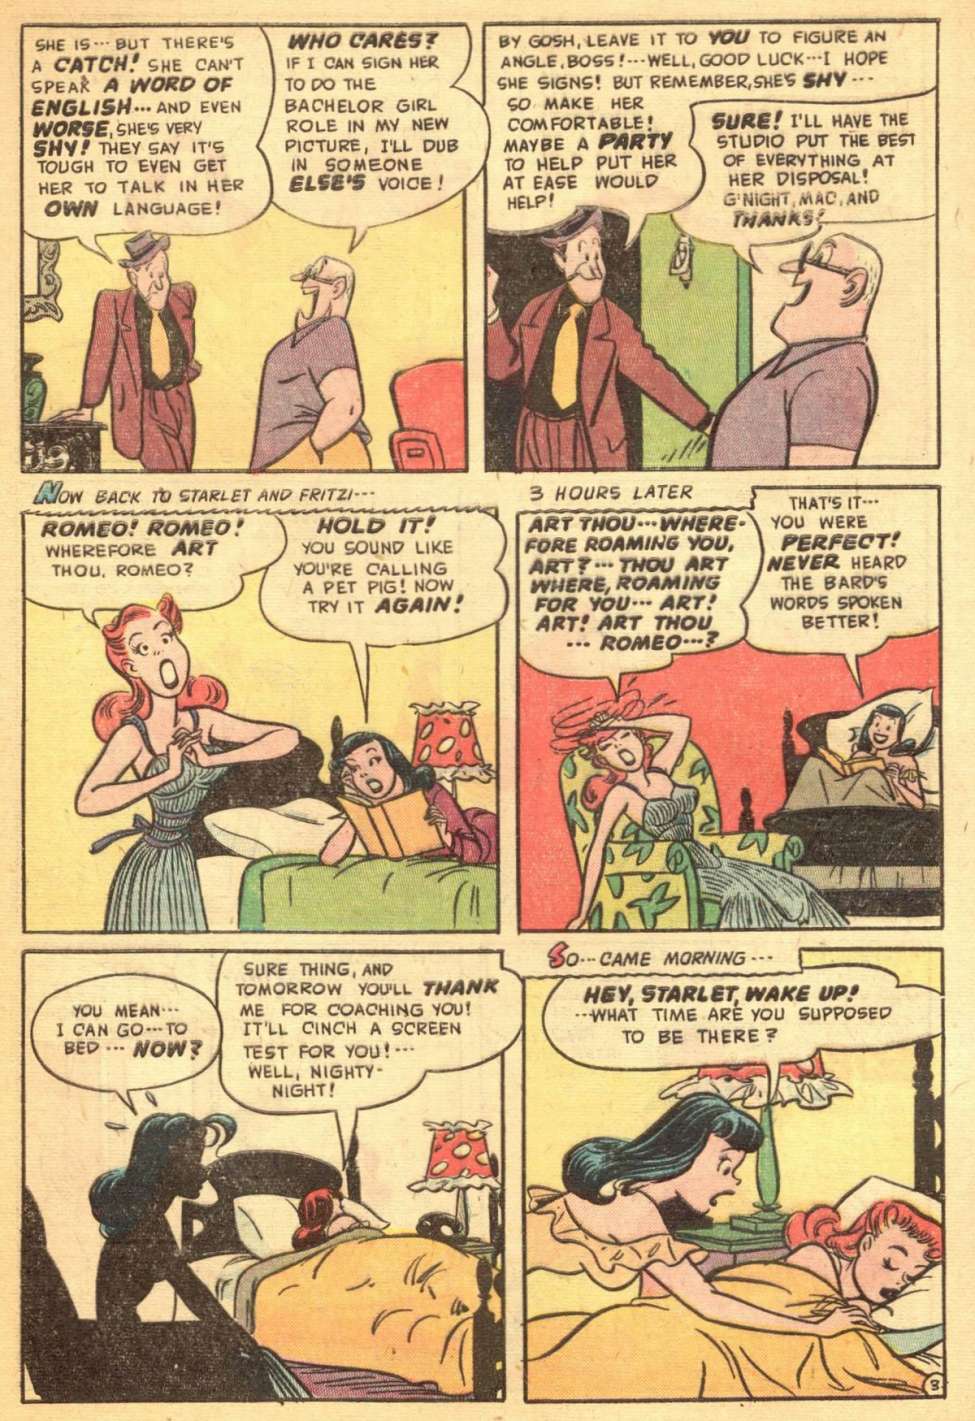 SHE IS--- BUT THERE'S
A CATCH! SHE CAN'T
SPEAK A WORD OF
ENGLISH--- AND EVEN
WORSE, SHE'S VERY
SHY! THEY SAY IT'S
TOUGH TO EVEN GET
HER TO TALK IN HER
OWN LANGUAGE!
WHO CARES?
IF I CAN SIGN HER
TO DO THE
BACHELOR GIRL
ROLE IN MY NEW
PICTURE, I'LL DUB
IN SOMEONE
ELSE'S VOICE!
BY GOSH, LEAVE IT TO YOU TO FIGURE AN
ANGLE, BOSS!---WELL, GOOD LUCK---I HOPE
SHE SIGNS! BUT REMEMBER, SHE'S SHY ---
SO MAKE HER
COMFORTABLE!
MAYBE A PARTY
TO HELP PUT HER
AT EASE WOULD
HELP!
SURE! I'LL HAVE THE
STUDIO PUT THE BEST
OF EVERYTHING AT
HER DISPOSAL!
G'NIGHT, MAC, AND
THANKS!
NOW BACK TO STARLET AND FRITZI---
ROMEO! ROMEO!
WHEREFORE ART
THOU, ROMEO?
HOLD IT!
YOU SOUND LIKE
YOU'RE CALLING
A PET PIG! NOW
TRY IT AGAIN!
3 HOURS LATER
ART THOU---WHERE-
FORE ROAMING YOU,
ART?--- THOU ART
WHERE, ROAMING
FOR YOU--- ART!
ART! ART THOU
--- ROMEO---?
THAT'S IT---
YOU WERE
PERFECT!
NEVER HEARD
THE BARD'S
WORDS SPOKEN
BETTER!
YOU MEAN---
I CAN GO---TO
BED--- NOW?
SURE THING, AND
TOMORROW YOU'LL THANK
ME FOR COACHING YOU!
IT'LL CINCH A SCREEN
TEST FOR YOU!---
WELL, NIGHTY-
NIGHT!
SO--- CAME MORNING ---
HEY, STARLET, WAKE UP!
---WHAT TIME ARE YOU SUPPOSED
TO BE THERE?
3